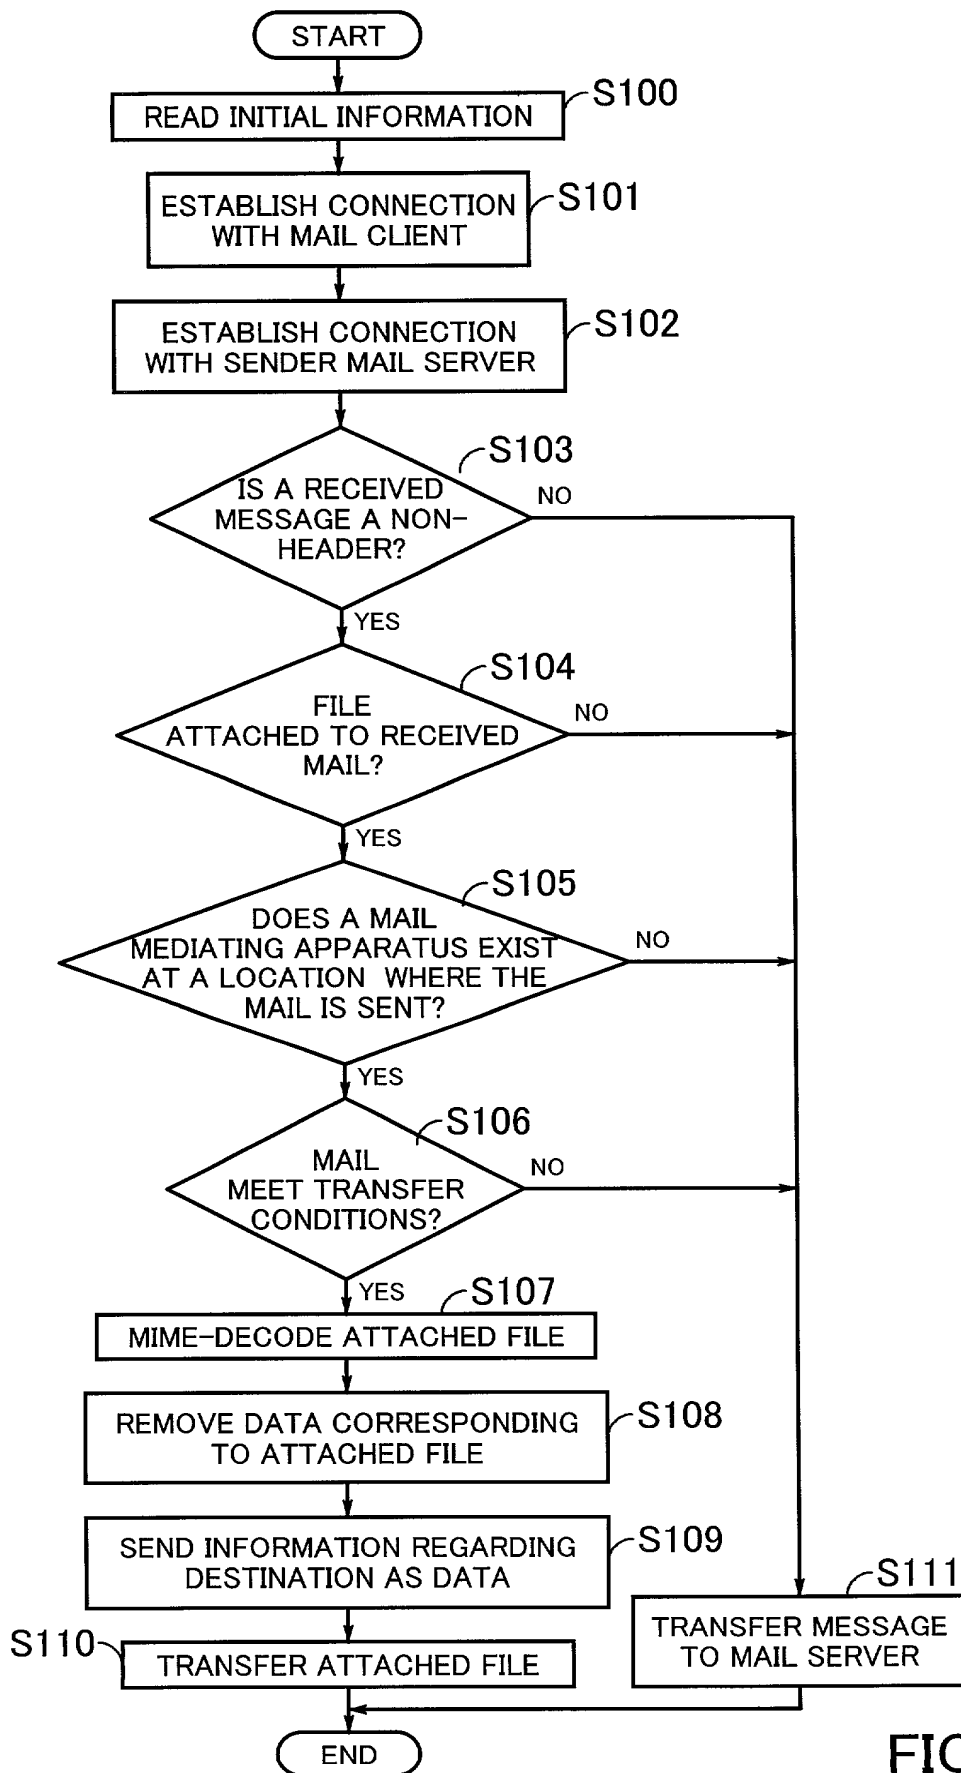 START
S100
READ INITIAL INFORMATION
S101
ESTABLISH CONNECTION
WITH MAIL CLIENT
S102
ESTABLISH CONNECTION
WITH SENDER MAIL SERVER
S103
IS A RECEIVED
MESSAGE A NON-
HEADER?
NO
YES
S104
FILE
ATTACHED TO RECEIVED
MAIL?
NO
YES
S105
DOES A MAIL
MEDIATING APPARATUS EXIST
AT A LOCATION WHERE THE
MAIL IS SENT?
NO
YES
S106
MAIL
MEET TRANSFER
CONDITIONS?
NO
YES
S107
MIME-DECODE ATTACHED FILE
S108
REMOVE DATA CORRESPONDING
TO ATTACHED FILE
S109
SEND INFORMATION REGARDING
DESTINATION AS DATA
S110
TRANSFER ATTACHED FILE
S111
TRANSFER MESSAGE
TO MAIL SERVER
END